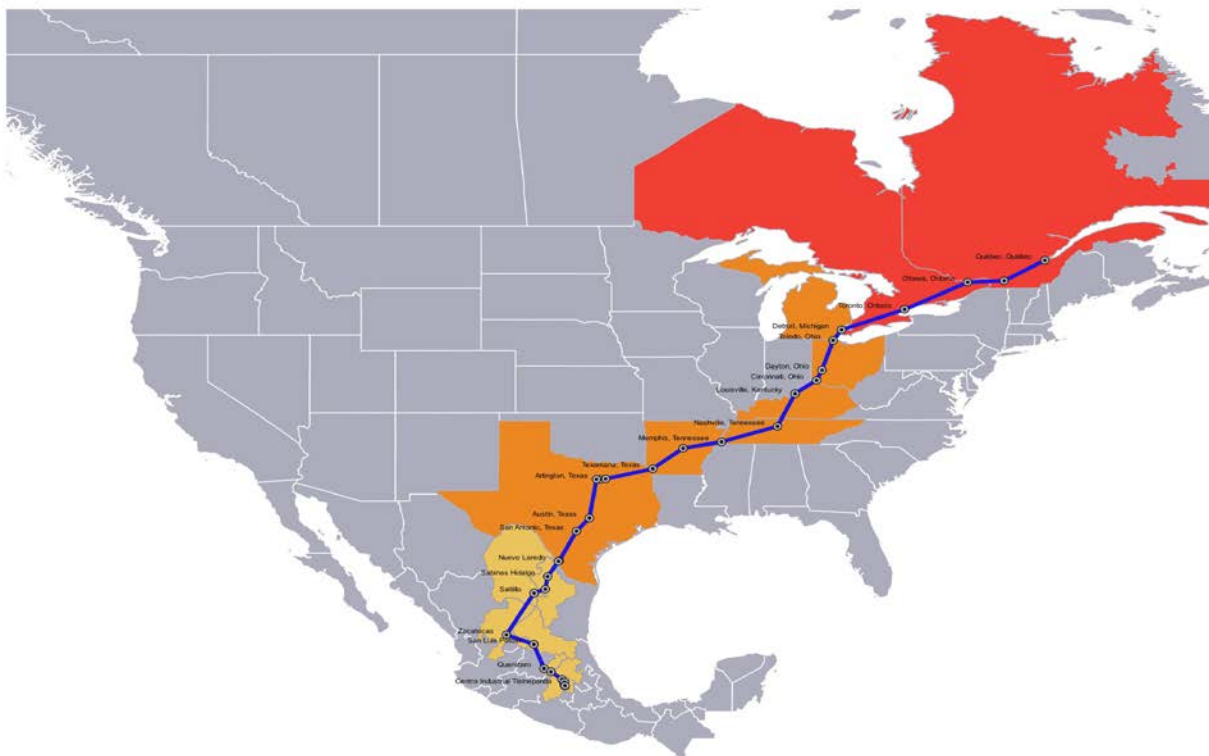 Québec, Québec
Ottawa, Ontario
Toronto, Ontario
Detroit, Michigan
Toledo, Ohio
Dayton, Ohio
Cincinnati, Ohio
Louisville, Kentucky
Nashville, Tennessee
Memphis, Tennessee
Texarkana, Texas
Arlington, Texas
Austin, Texas
San Antonio, Texas
Nuevo Laredo
Sabinas Hidalgo
Saltillo
Zacatecas
San Luis Potosí
Querétaro
Centro Industrial Tlalnepantla